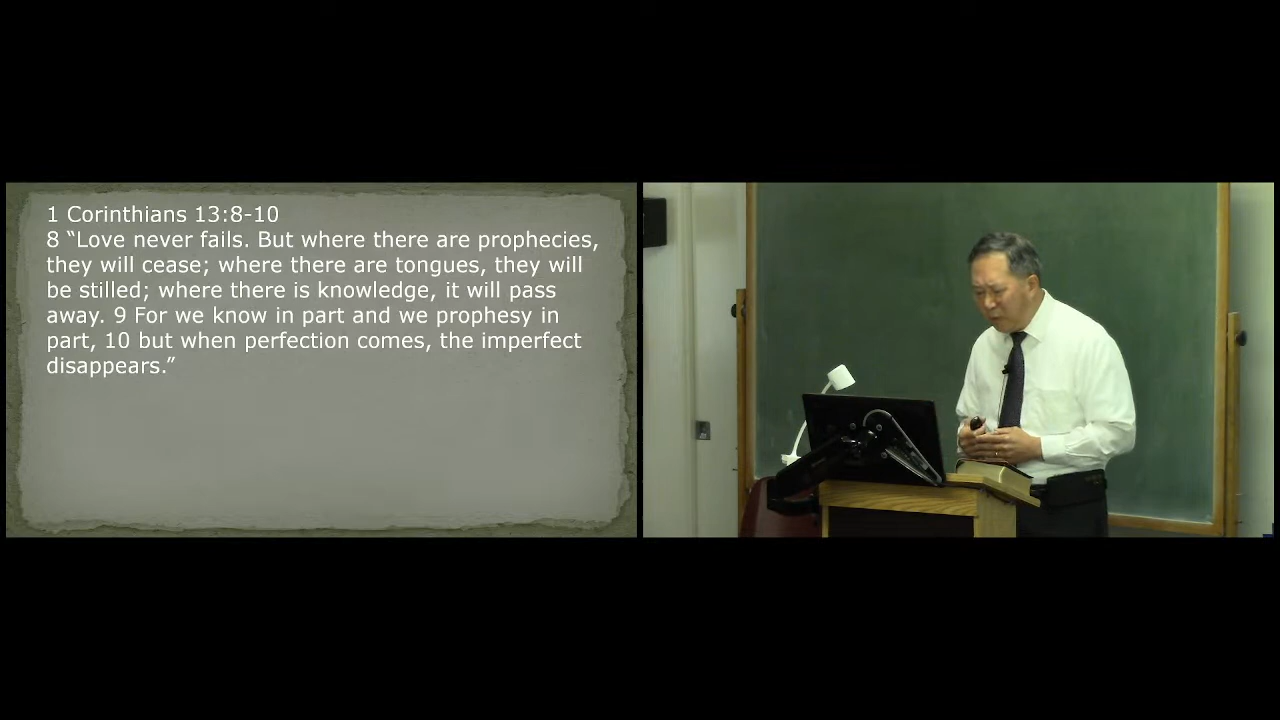 1 Corinthians 13:8-10
8 “Love never fails. But where there are prophecies,
they will cease; where there are tongues, they will
be stilled; where there is knowledge, it will pass
away. 9 For we know in part and we prophesy in
part, 10 but when perfection comes, the imperfect
disappears.”